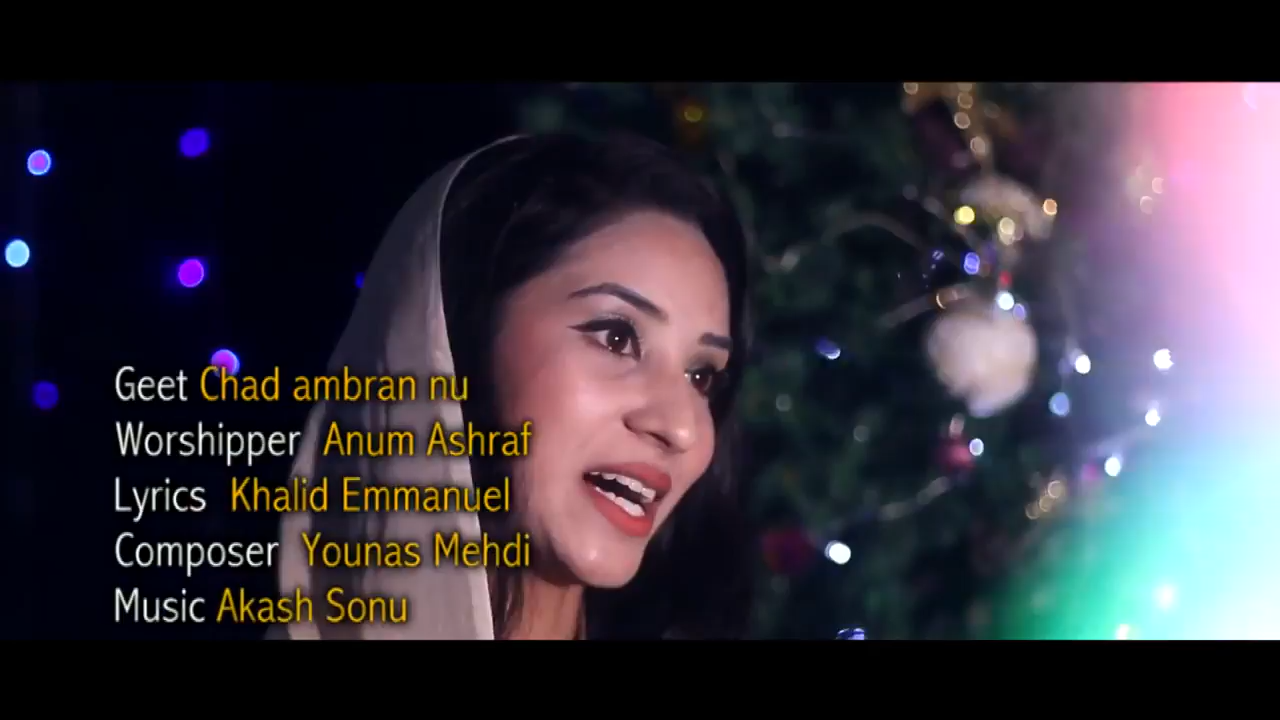 Geet Chad ambran nu
Worshipper Anum Ashraf
Lyrics Khalid Emmanuel
Composer Younas Mehdi
Music Akash Sonu